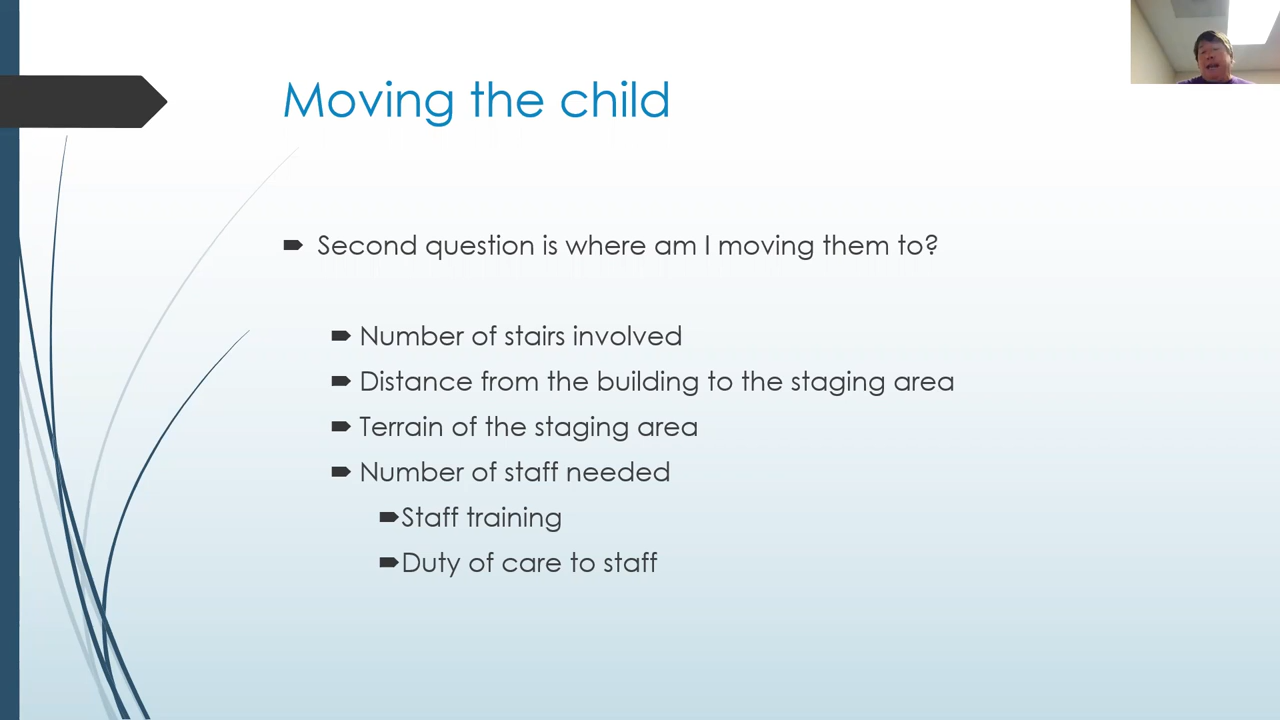 Moving the child
Second question is where am I moving them to?
Number of stairs involved
Distance from the building to the staging area
Terrain of the staging area
Number of staff needed
Staff training
Duty of care to staff